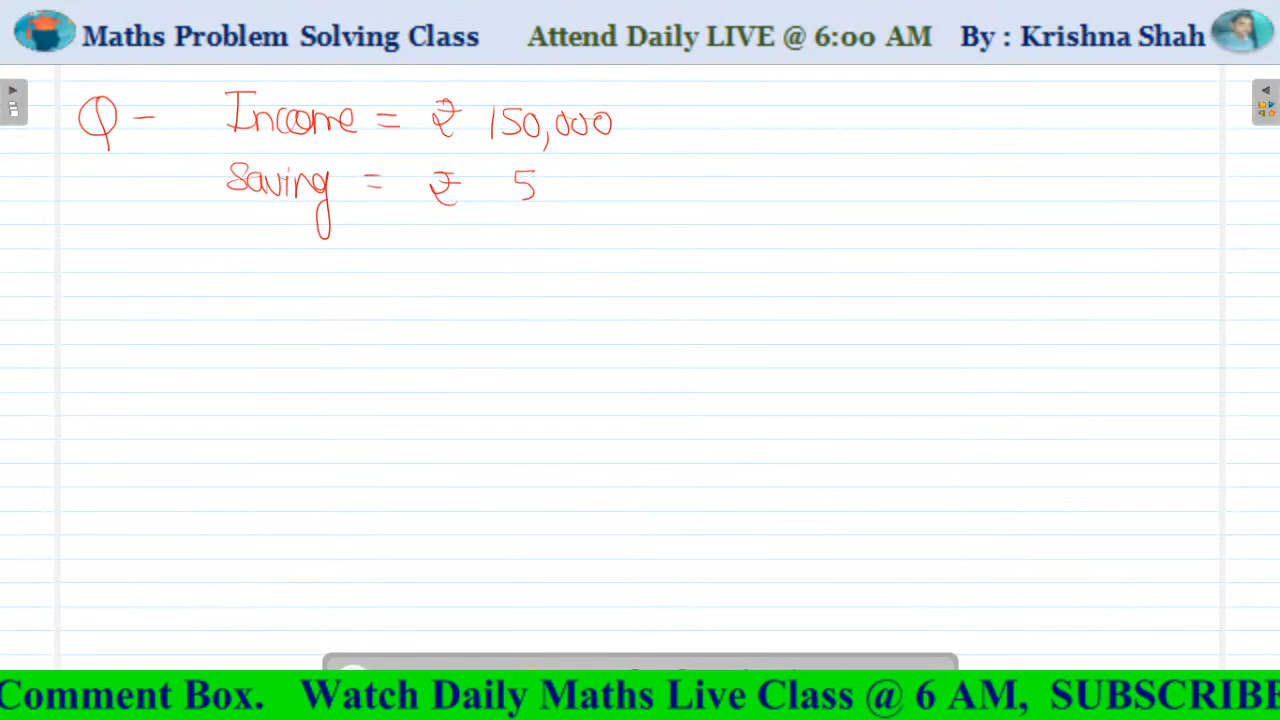 Maths Problem Solving Class Attend Daily LIVE @ 6:00 AM By : Krishna Shah
Q - Income = ₹ 150,000
Saving = ₹ 5
Comment Box. Watch Daily Maths Live Class @ 6 AM, SUBSCRIBE